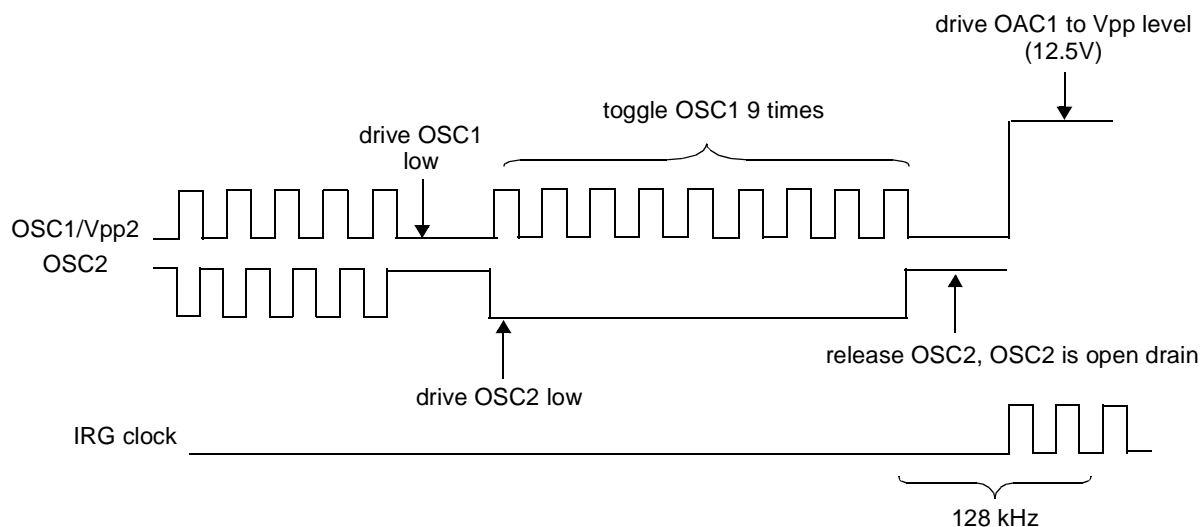 drive OAC1 to Vpp level
(12.5V)
toggle OSC1 9 times
drive OSC1
low
OSC1/Vpp2
OSC2
release OSC2, OSC2 is open drain
drive OSC2 low
IRG clock
128 kHz